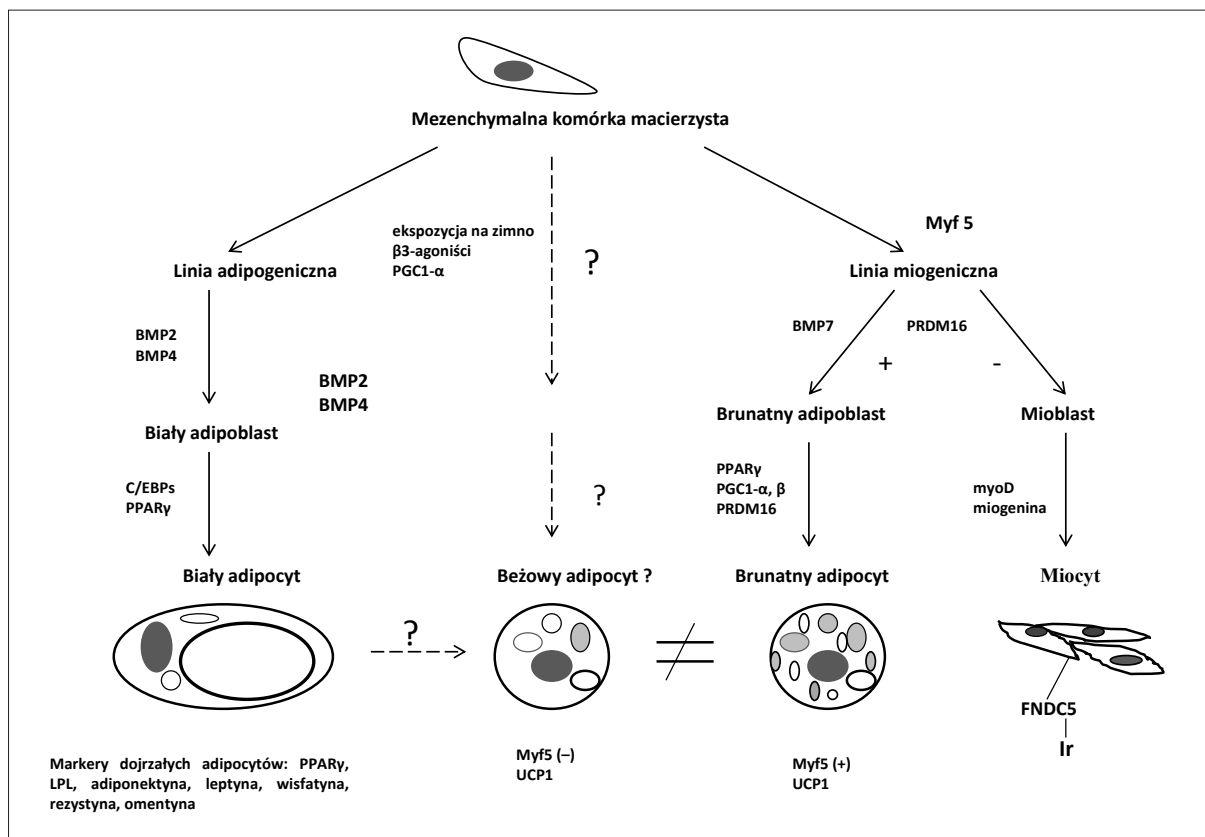 Mezenchymalna komórka macierzysta
Myf 5
ekspozycja na zimno
β3-agoniści
PGC1-α
?
Linia adipogeniczna
Linia miogeniczna
BMP2
BMP4
BMP7
PRDM16
+
-
BMP2
BMP4
Biały adipoblast
Brunatny adipoblast
Mioblast
C/EBPs
PPARγ
?
PPARγ
PGC1-α, β
PRDM16
myoD
miogenina
Biały adipocyt
Beżowy adipocyt ?
Brunatny adipocyt
Miocyt
?
≠
FNDC5
Ir
Markery dojrzałych adipocytów: PPARγ,
LPL, adiponektyna, leptyna, wisfatyna,
rezystyna, omentyna
Myf5 (–)
UCP1
Myf5 (+)
UCP1